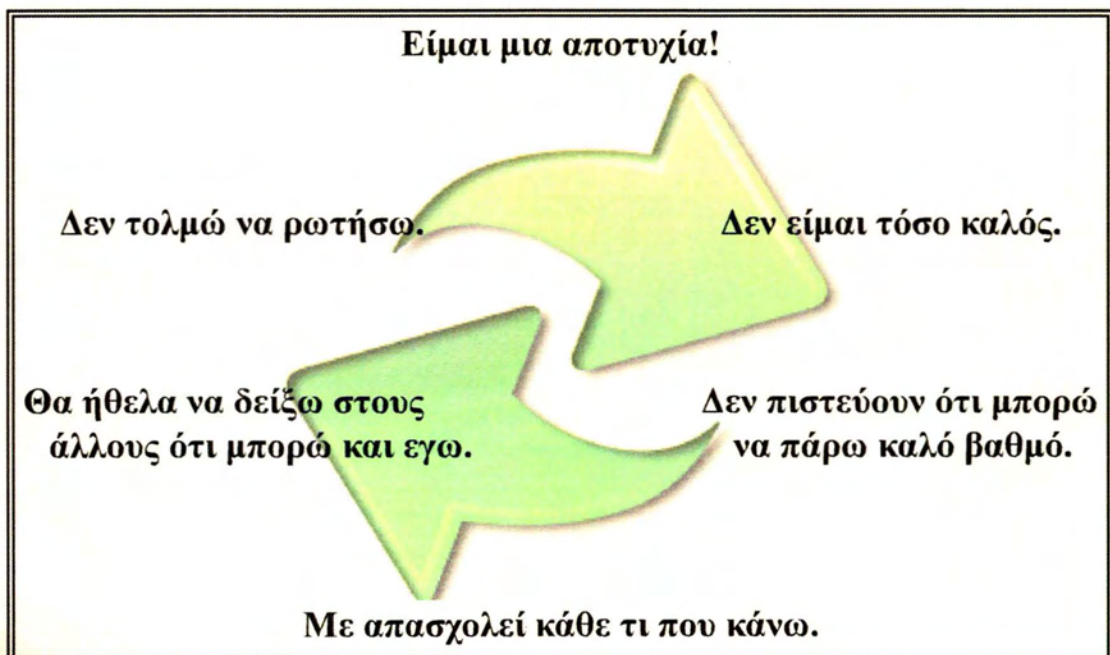 Είμαι μια αποτυχία!
Δεν τολμώ να ρωτήσω.
Δεν είμαι τόσο καλός.
Θα ήθελα να δείξω στους
άλλους ότι μπορώ και εγω.
Δεν πιστεύουν ότι μπορώ
να πάρω καλό βαθμό.
Με απασχολεί κάθε τι που κάνω.